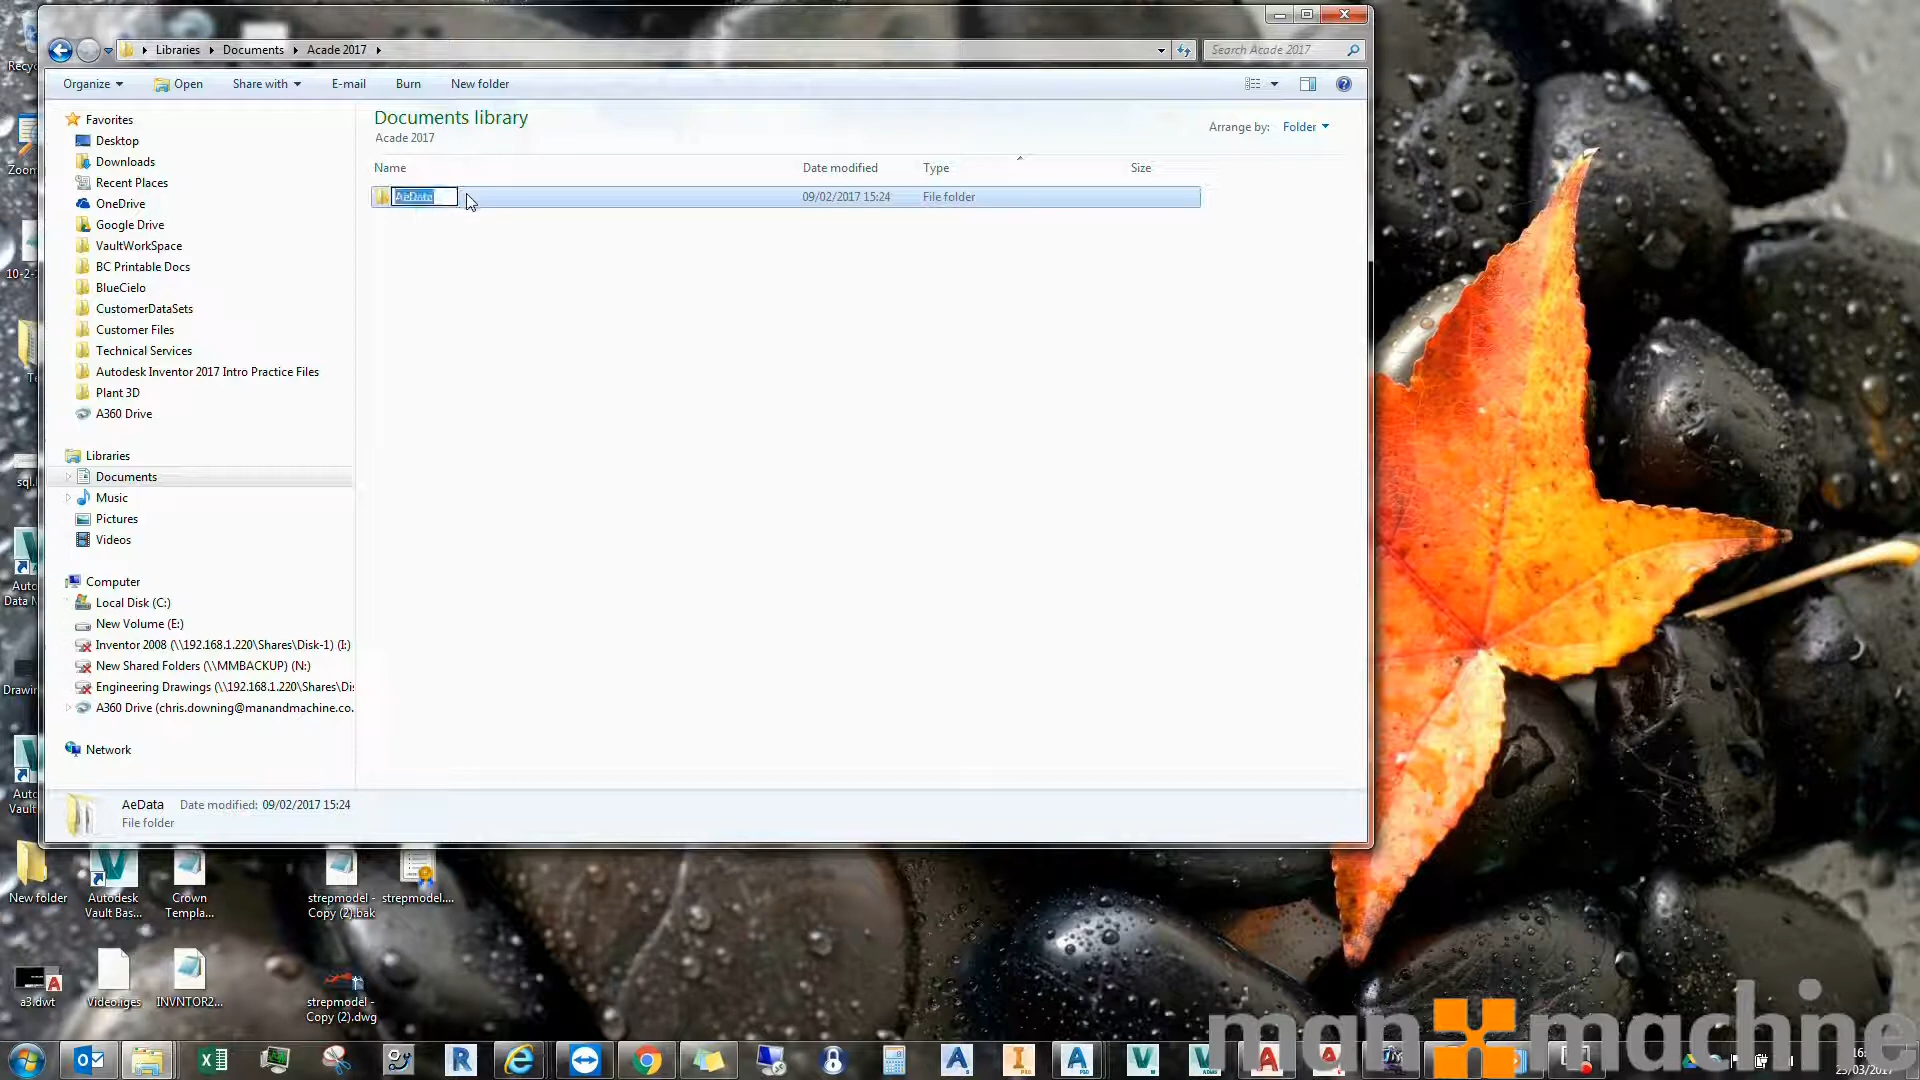 Libraries
Documents
Acade 2017
Search Acade 2017
Organize
Open
Share with
E-mail
Burn
New folder
Favorites
Desktop
Downloads
Recent Places
OneDrive
Google Drive
VaultWorkSpace
BC Printable Docs
BlueCielo
CustomerDataSets
Customer Files
Technical Services
Autodesk Inventor 2017 Intro Practice Files
Plant 3D
A360 Drive
Libraries
Documents
Music
Pictures
Videos
Computer
Local Disk (C:)
New Volume (E:)
Inventor 2008 (\\192.168.1.220\Shares\Disk-1) (I:)
New Shared Folders (\\MMBACKUP) (N:)
Engineering Drawings (\\192.168.1.220\Shares\Di
A360 Drive (chris.downing@manandmachine.co.
Network
Documents library
Acade 2017
Arrange by: Folder
Name Date modified Type Size
AeData 09/02/2017 15:24 File folder
AeData Date modified: 09/02/2017 15:24
File folder
New folder
Autodesk
Vault Bas...
Crown
Templa...
strepmodel -
Copy (2).bak
strepmodel....
a3.dwt
Video.iges
INVNTOR2...
strepmodel -
Copy (2).dwg
man machine